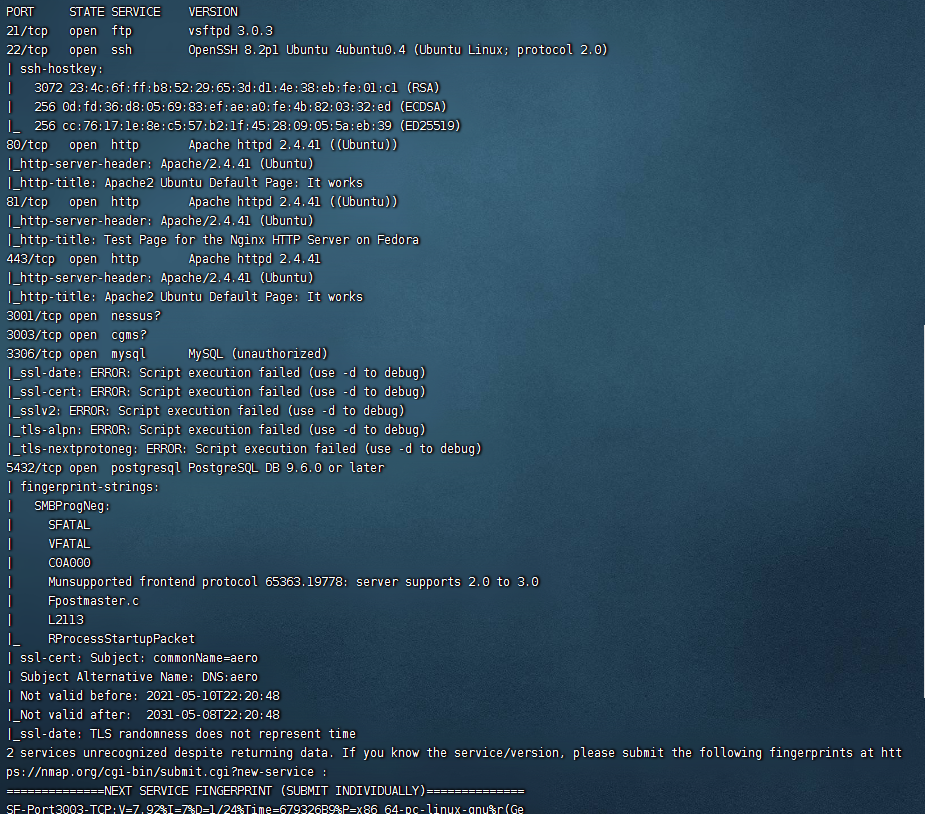 PORT     STATE SERVICE    VERSION
21/tcp   open  ftp        vsftpd 3.0.3
22/tcp   open  ssh        OpenSSH 8.2p1 Ubuntu 4ubuntu0.4 (Ubuntu Linux; protocol 2.0)
| ssh-hostkey:
|   3072 23:4c:6f:ff:b8:52:29:65:3d:d1:4e:38:eb:fe:01:c1 (RSA)
|   256 0d:fd:36:d8:05:69:83:ef:ae:a0:fe:4b:82:03:32:ed (ECDSA)
|_  256 cc:76:17:1e:8e:c5:57:b2:1f:45:28:09:05:5a:eb:39 (ED25519)
80/tcp   open  http       Apache httpd 2.4.41 ((Ubuntu))
|_http-server-header: Apache/2.4.41 (Ubuntu)
|_http-title: Apache2 Ubuntu Default Page: It works
81/tcp   open  http       Apache httpd 2.4.41 ((Ubuntu))
|_http-server-header: Apache/2.4.41 (Ubuntu)
|_http-title: Test Page for the Nginx HTTP Server on Fedora
443/tcp  open  http       Apache httpd 2.4.41
|_http-server-header: Apache/2.4.41 (Ubuntu)
|_http-title: Apache2 Ubuntu Default Page: It works
3001/tcp open  nessus?
3003/tcp open  cgms?
3306/tcp open  mysql      MySQL (unauthorized)
|_ssl-date: ERROR: Script execution failed (use -d to debug)
|_ssl-cert: ERROR: Script execution failed (use -d to debug)
|_sslv2: ERROR: Script execution failed (use -d to debug)
|_tls-alpn: ERROR: Script execution failed (use -d to debug)
|_tls-nextprotoneg: ERROR: Script execution failed (use -d to debug)
5432/tcp open  postgresql PostgreSQL DB 9.6.0 or later
| fingerprint-strings:
|   SMBProgNeg:
|     SFATAL
|     VFATAL
|     C0A000
|     Munsupported frontend protocol 65363.19778: server supports 2.0 to 3.0
|     Fpostmaster.c
|     L2113
|_    RProcessStartupPacket
| ssl-cert: Subject: commonName=aero
| Subject Alternative Name: DNS:aero
| Not valid before: 2021-05-10T22:20:48
|_Not valid after:  2031-05-08T22:20:48
|_ssl-date: TLS randomness does not represent time
2 services unrecognized despite returning data. If you know the service/version, please submit the following fingerprints at htt
ps://nmap.org/cgi-bin/submit.cgi?new-service :
==============NEXT SERVICE FINGERPRINT (SUBMIT INDIVIDUALLY)==============
SF-Port3003-TCP:V=7.92%I=7%D=1/24%Time=679326B9%P=x86_64-pc-linux-gnu%r(Ge